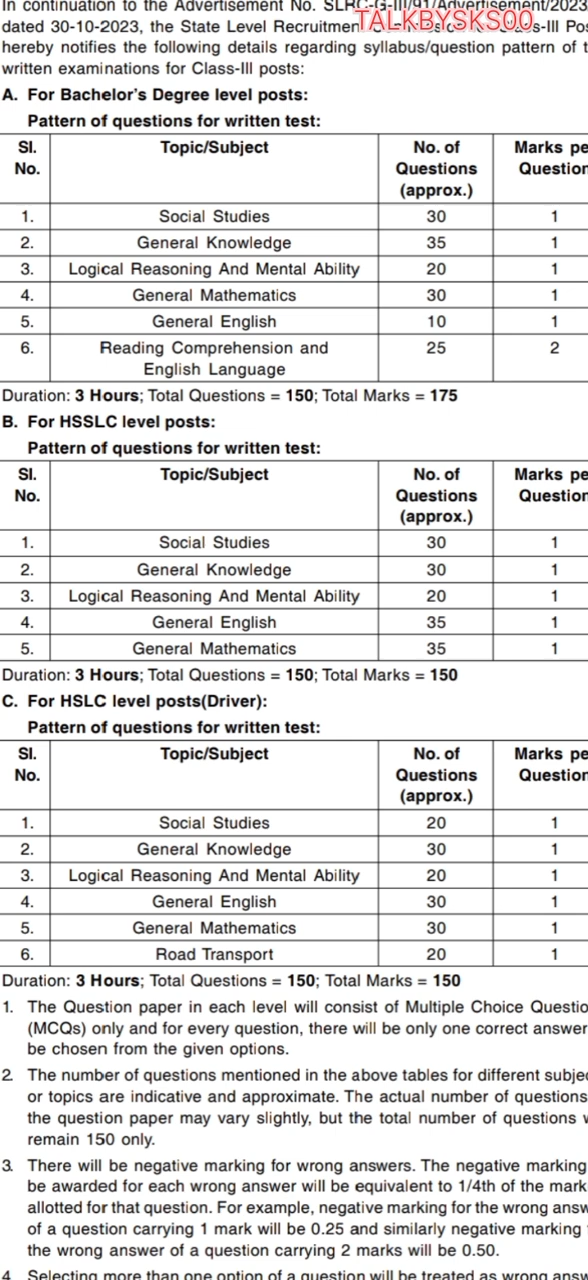 In continuation to the Advertisement No. SLRC-G-III/91/Advertisement/2023
TALKBYSKS00
dated 30-10-2023, the State Level Recruitmen s-III Pos
hereby notifies the following details regarding syllabus/question pattern of t
written examinations for Class-III posts:
A. For Bachelor's Degree level posts:
Pattern of questions for written test:
Sl. No. Topic/Subject No. of Questions (approx.) Marks pe Question
1. Social Studies 30 1
2. General Knowledge 35 1
3. Logical Reasoning And Mental Ability 20 1
4. General Mathematics 30 1
5. General English 10 1
6. Reading Comprehension and 25 2
English Language
Duration: 3 Hours; Total Questions = 150; Total Marks = 175
B. For HSSLC level posts:
Pattern of questions for written test:
Sl. No. Topic/Subject No. of Questions (approx.) Marks pe Question
1. Social Studies 30 1
2. General Knowledge 30 1
3. Logical Reasoning And Mental Ability 20 1
4. General English 35 1
5. General Mathematics 35 1
Duration: 3 Hours; Total Questions = 150; Total Marks = 150
C. For HSLC level posts(Driver):
Pattern of questions for written test:
Sl. No. Topic/Subject No. of Questions (approx.) Marks pe Question
1. Social Studies 20 1
2. General Knowledge 30 1
3. Logical Reasoning And Mental Ability 20 1
4. General English 30 1
5. General Mathematics 30 1
6. Road Transport 20 1
Duration: 3 Hours; Total Questions = 150; Total Marks = 150
1. The Question paper in each level will consist of Multiple Choice Questio
(MCQs) only and for every question, there will be only one correct answer
be chosen from the given options.
2. The number of questions mentioned in the above tables for different subje
or topics are indicative and approximate. The actual number of questions
the question paper may vary slightly, but the total number of questions w
remain 150 only.
3. There will be negative marking for wrong answers. The negative marking
be awarded for each wrong answer will be equivalent to 1/4th of the mark
allotted for that question. For example, negative marking for the wrong answ
of a question carrying 1 mark will be 0.25 and similarly negative marking
the wrong answer of a question carrying 2 marks will be 0.50.
4. Selecting more than one option of a question will be treated as wrong answ